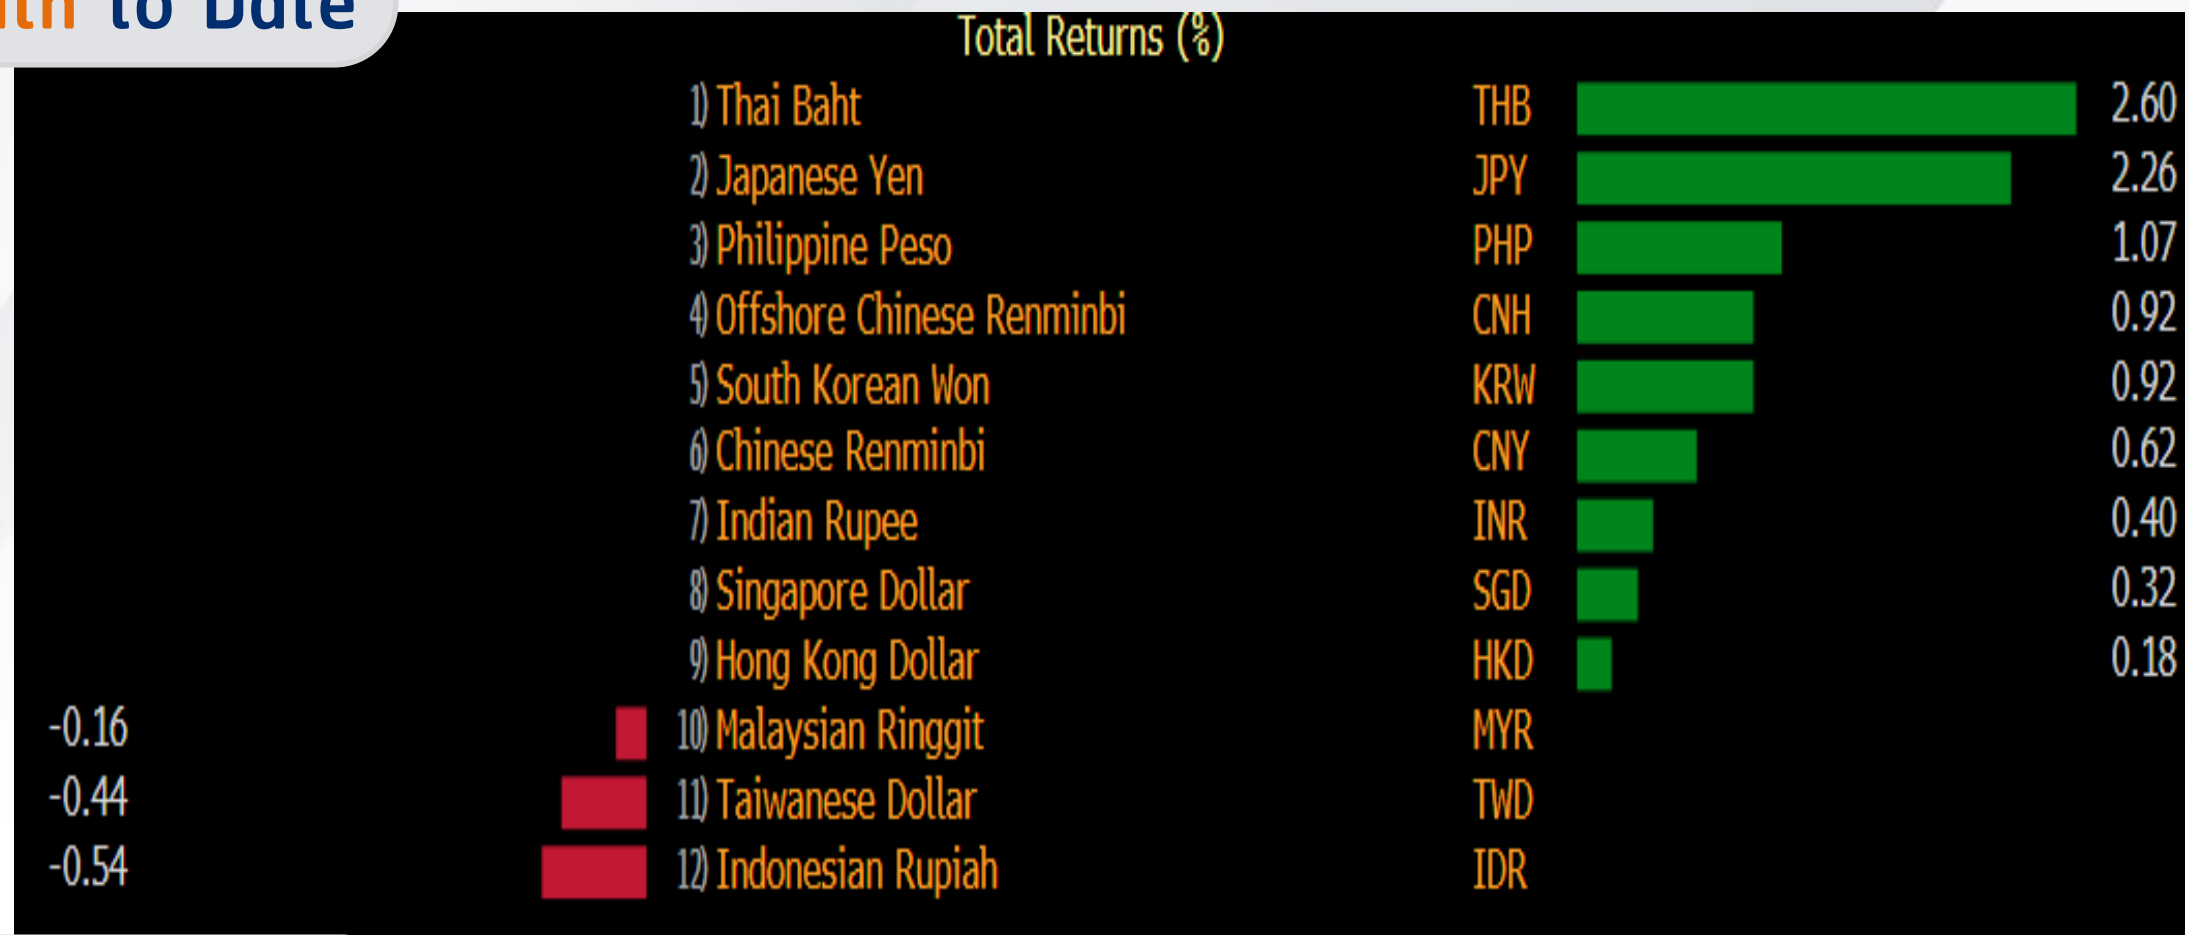 to Date
Total Returns (%)
1) Thai Baht THB 2.60
2) Japanese Yen JPY 2.26
3) Philippine Peso PHP 1.07
4) Offshore Chinese Renminbi CNH 0.92
5) South Korean Won KRW 0.92
6) Chinese Renminbi CNY 0.62
7) Indian Rupee INR 0.40
8) Singapore Dollar SGD 0.32
9) Hong Kong Dollar HKD 0.18
-0.16 10) Malaysian Ringgit MYR
-0.44 11) Taiwanese Dollar TWD
-0.54 12) Indonesian Rupiah IDR